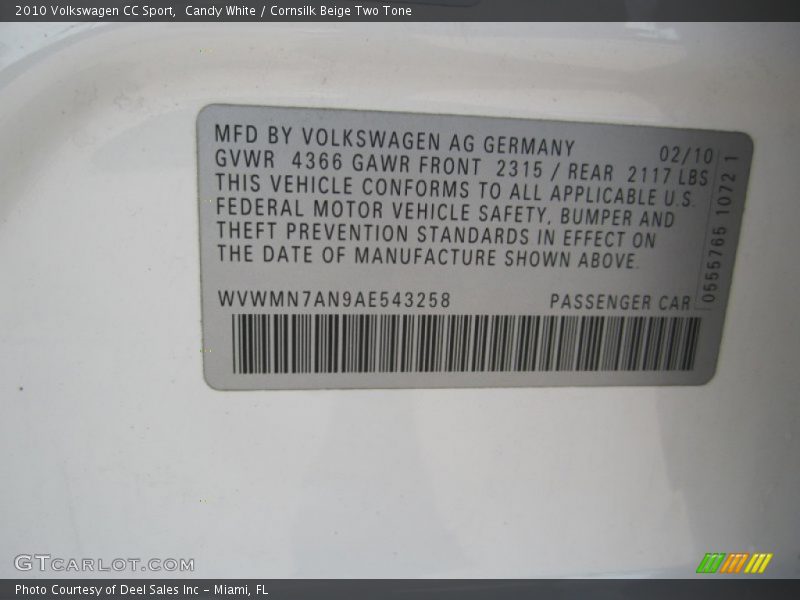 2010 Volkswagen CC Sport,  Candy White / Cornsilk Beige Two Tone
MFD BY VOLKSWAGEN AG GERMANY 02/10
GVWR 4366 GAWR FRONT 2315 / REAR 2117 LBS
THIS VEHICLE CONFORMS TO ALL APPLICABLE U.S.
FEDERAL MOTOR VEHICLE SAFETY, BUMPER AND
THEFT PREVENTION STANDARDS IN EFFECT ON
THE DATE OF MANUFACTURE SHOWN ABOVE.
WVWMN7AN9AE543258 PASSENGER CAR
0555765 1072 1
GTCARLOT.COM
Photo Courtesy of Deel Sales Inc – Miami, FL